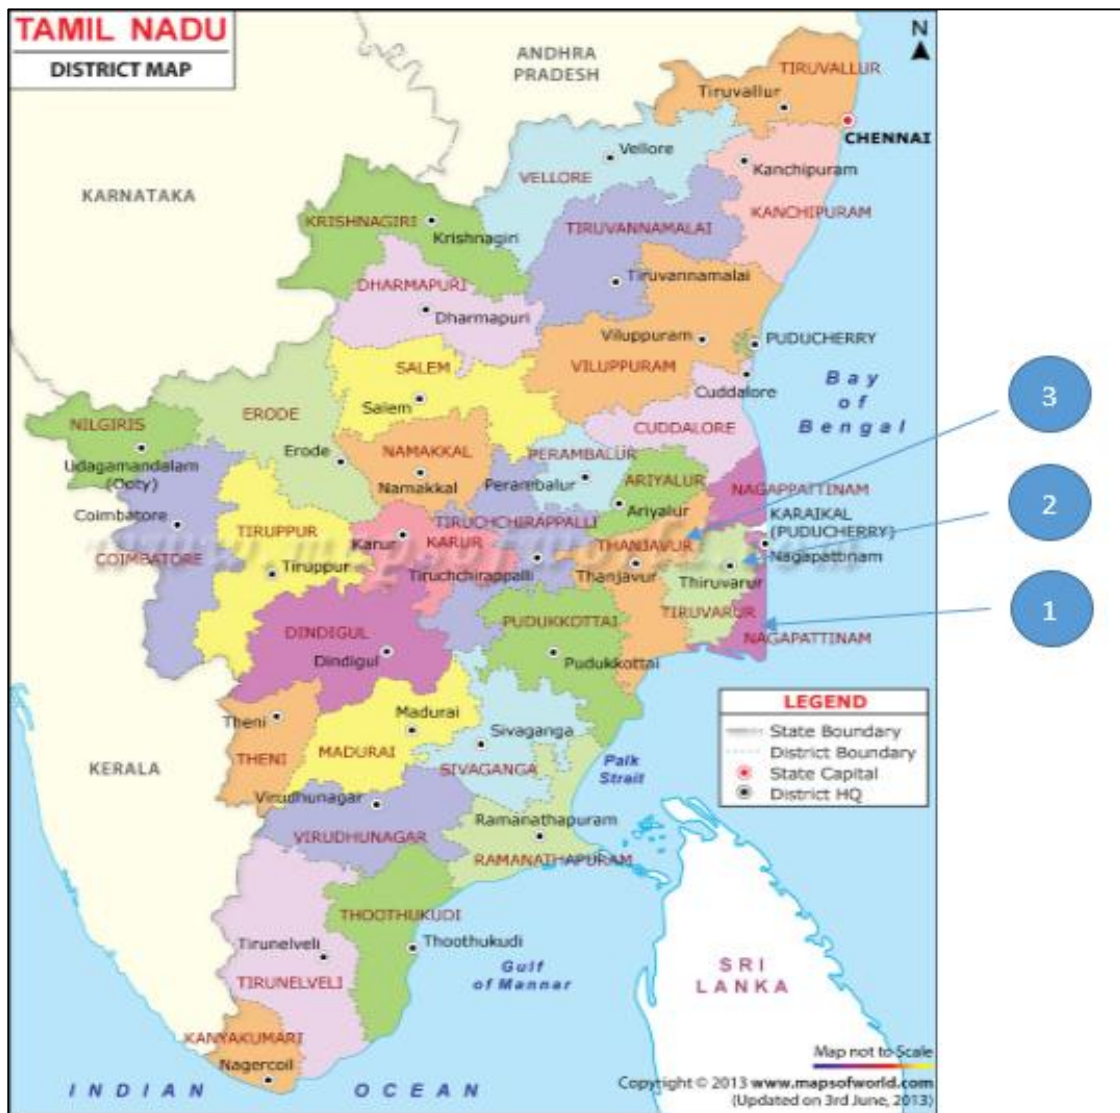 TAMIL NADU
DISTRICT MAP
N
ANDHRA
PRADESH
TIRUVALLUR
Tiruvallur
CHENNAI
Vellore
VELLORE
Kanchipuram
KANCHIPURAM
KARNATAKA
KRISHNAGIRI
Krishnagiri
TIRUVANNAMALAI
Tiruvannamalai
DHARMAPURI
Dharmapuri
Viluppuram
VILUPPURAM
PUDUCHERRY
SALEM
Salem
Cuddalore
CUDDALORE
Bay
of
Bengal
3
NILGIRIS
Udagamandalam
(Ooty)
ERODE
Erode
NAMAKKAL
Namakkal
PERAMBALUR
Perambalur
ARIYALUR
Ariyalur
NAGAPPATTINAM
2
Coimbatore
COIMBATORE
TIRUPPUR
Tiruppur
Karur
KARUR
TIRUCHCHIRAPPALLI
Tiruchchirappalli
THANJAVUR
Thanjavur
KARAIKAL
(PUDUCHERRY)
Nagapattinam
Thiruvarur
TIRUVARUR
NAGAPATTINAM
1
www.mapsofworld.com
DINDIGUL
Dindigul
PUDUKKOTTAI
Pudukkottai
Theni
THENI
Madurai
MADURAI
Sivaganga
SIVAGANGA
LEGEND
State Boundary
District Boundary
State Capital
District HQ
KERALA
Palk
Strait
Virudhunagar
VIRUDHUNAGAR
Ramanathapuram
RAMANATHAPURAM
THOOTHUKUDI
Thoothukudi
Tirunelveli
TIRUNELVELI
Gulf
of Mannar
SRI
LANKA
KANYAKUMARI
Nagercoil
INDIAN OCEAN
Map not to Scale
Copyright © 2013 www.mapsofworld.com
(Updated on 3rd June, 2013)